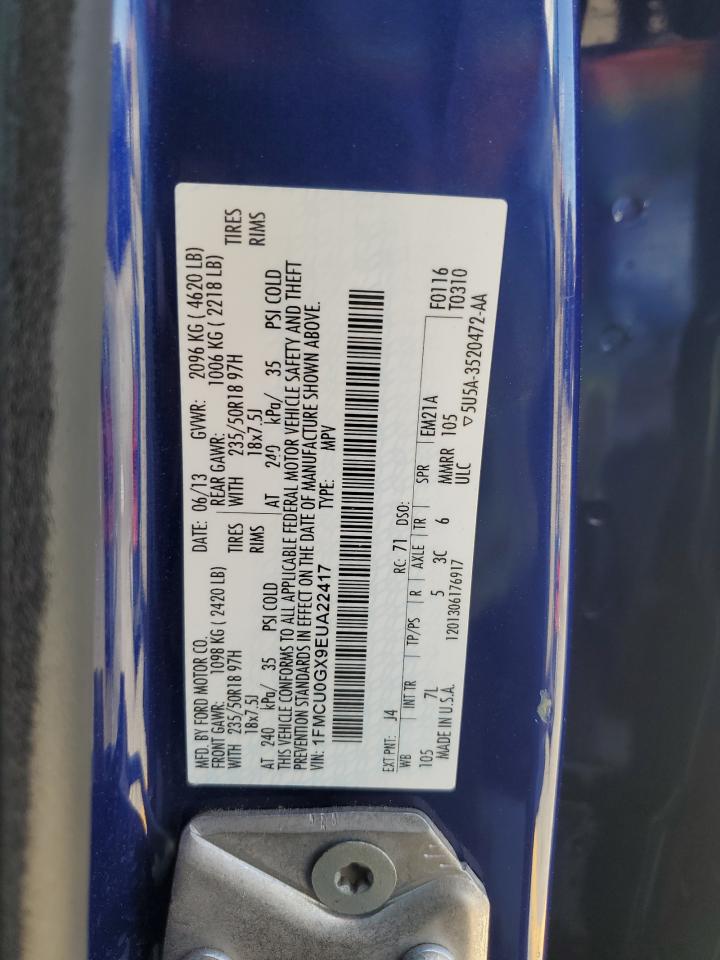 MFD. BY FORD MOTOR CO. DATE: 06/13 GVWR: 2096 KG ( 4620 LB)
FRONT GAWR: 1098 KG ( 2420 LB) REAR GAWR: 1006 KG ( 2218 LB)
WITH 235/50R18 97H TIRES WITH 235/50R18 97H TIRES
18x7.5J RIMS 18x7.5J RIMS
AT 240 kPa/ 35 PSI COLD AT 240 kPa/ 35 PSI COLD
THIS VEHICLE CONFORMS TO ALL APPLICABLE FEDERAL MOTOR VEHICLE SAFETY AND THEFT
PREVENTION STANDARDS IN EFFECT ON THE DATE OF MANUFACTURE SHOWN ABOVE.
VIN: 1FMCU0GX9EUA22417 TYPE: MPV
EXT PNT: J4 RC: 71 DSO: F0116
WB INT TR TP/PS R AXLE TR SPR EM21A T0310
105 7L 5 3C 6 MMRR 105
MADE IN U.S.A. 1201306176917 ULC ▽5U5A-3520472-AA